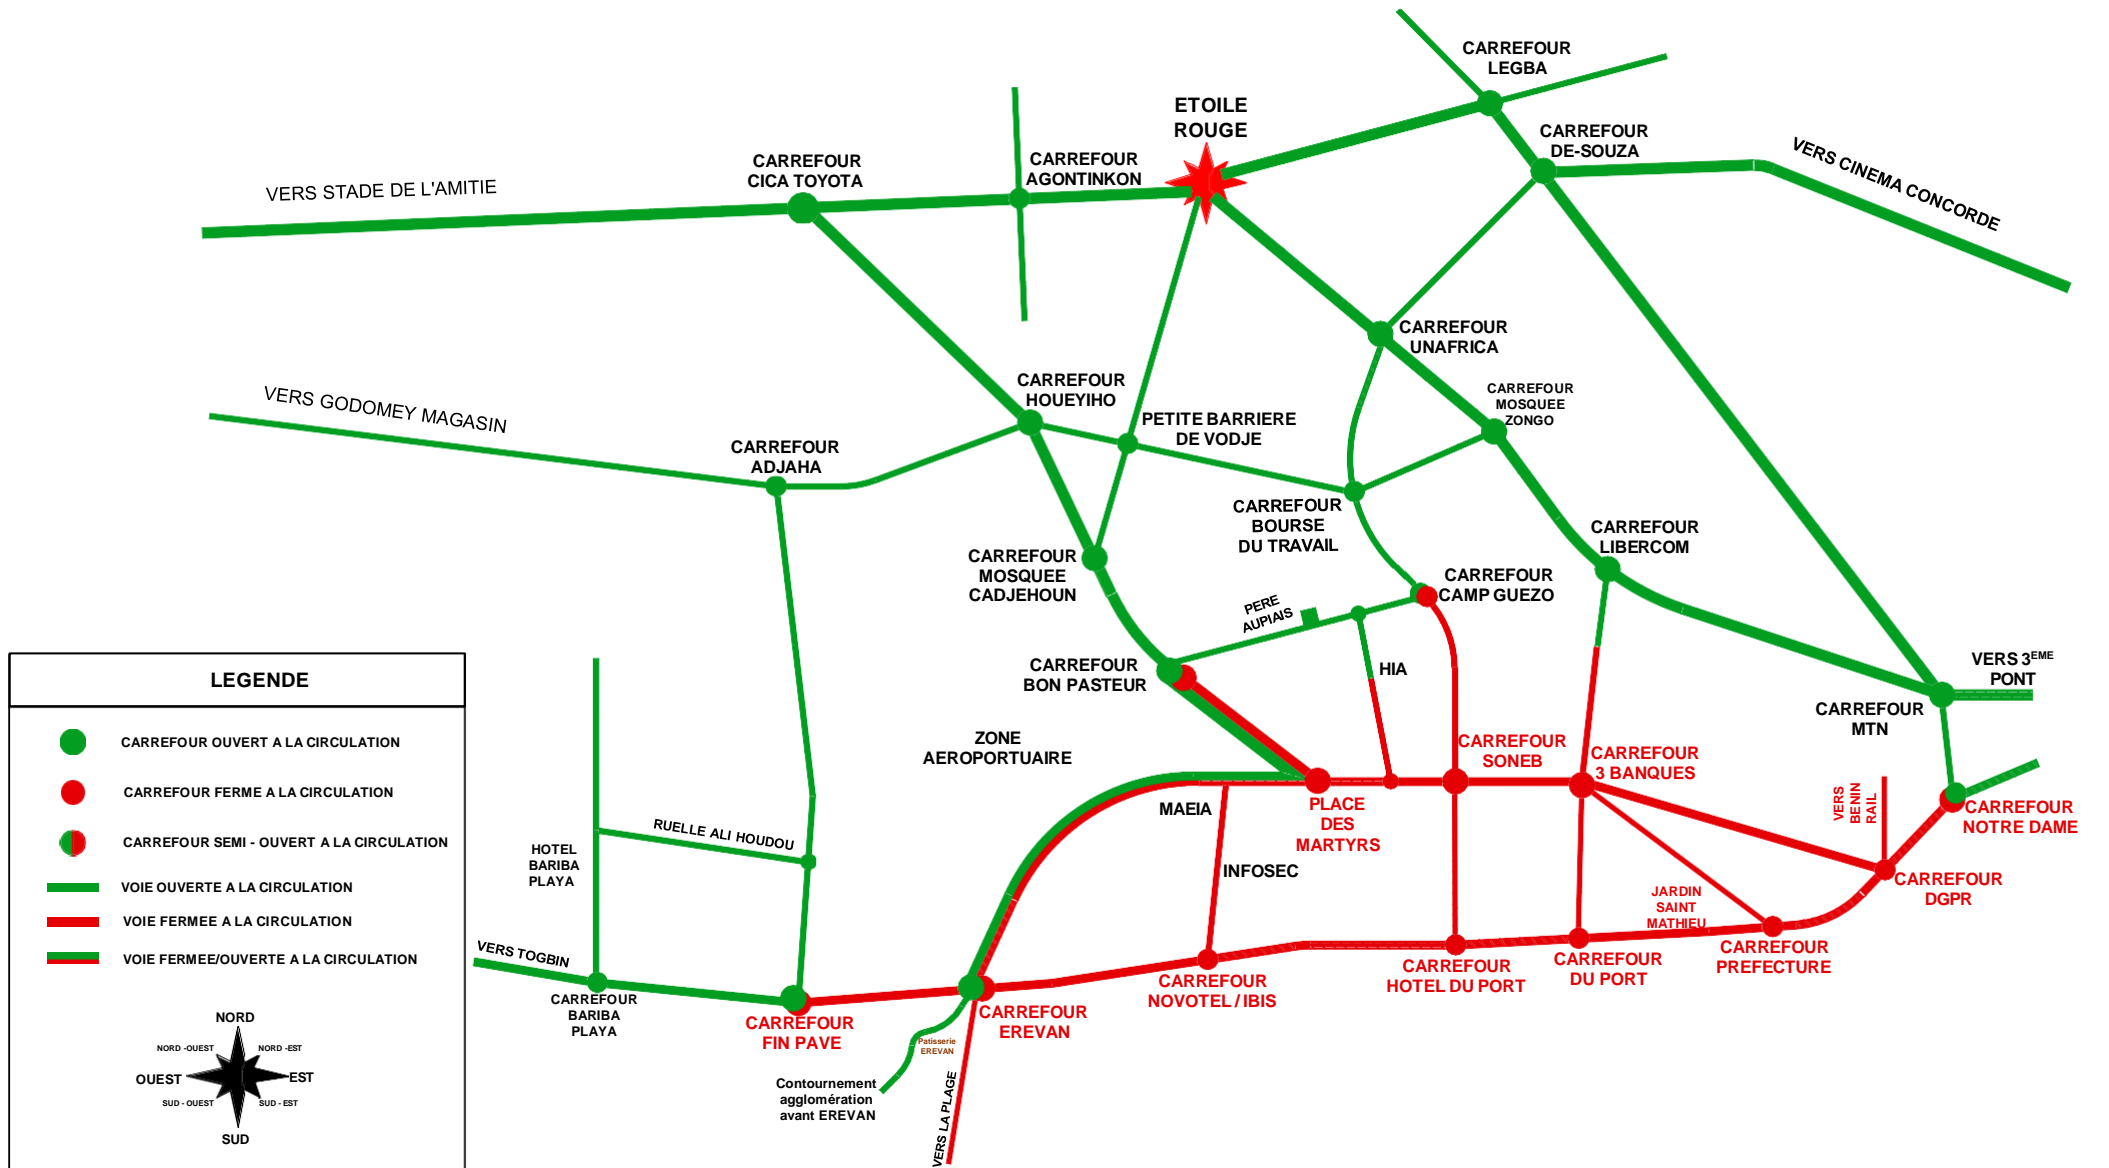 CARREFOUR
LEGBA
ETOILE
ROUGE
CARREFOUR
DE-SOUZA
VERS CINEMA CONCORDE
CARREFOUR
AGONTINKON
CARREFOUR
CICA TOYOTA
VERS STADE DE L'AMITIE
CARREFOUR
UNAFRICA
CARREFOUR
HOUEYIHO
CARREFOUR
MOSQUEE
ZONGO
VERS GODOMEY MAGASIN
PETITE BARRIERE
DE VODJE
CARREFOUR
ADJAHA
CARREFOUR
BOURSE
DU TRAVAIL
CARREFOUR
LIBERCOM
CARREFOUR
MOSQUEE
CADJEHOUN
CARREFOUR
CAMP GUEZO
PERE
AUPIAIS
CARREFOUR
BON PASTEUR
HIA
VERS 3EME
PONT
CARREFOUR
MTN
ZONE
AEROPORTUAIRE
CARREFOUR
SONEB
CARREFOUR
3 BANQUES
MAEIA
PLACE
DES
MARTYRS
VERS
BENIN
RAIL
CARREFOUR
NOTRE DAME
RUELLE ALI HOUDOU
HOTEL
BARIBA
PLAYA
INFOSEC
JARDIN
SAINT
MATHIEU
CARREFOUR
DGPR
VERS TOGBIN
CARREFOUR
BARIBA
PLAYA
CARREFOUR
FIN PAVE
CARREFOUR
EREVAN
CARREFOUR
NOVOTEL / IBIS
CARREFOUR
HOTEL DU PORT
CARREFOUR
DU PORT
CARREFOUR
PREFECTURE
Patisserie
EREVAN
Contournement
agglomération
avant EREVAN
VERS LA PLAGE
LEGENDE
CARREFOUR OUVERT A LA CIRCULATION
CARREFOUR FERME A LA CIRCULATION
CARREFOUR SEMI - OUVERT A LA CIRCULATION
VOIE OUVERTE A LA CIRCULATION
VOIE FERMEE A LA CIRCULATION
VOIE FERMEE/OUVERTE A LA CIRCULATION
NORD
NORD -OUEST
NORD -EST
OUEST
EST
SUD - OUEST
SUD - EST
SUD